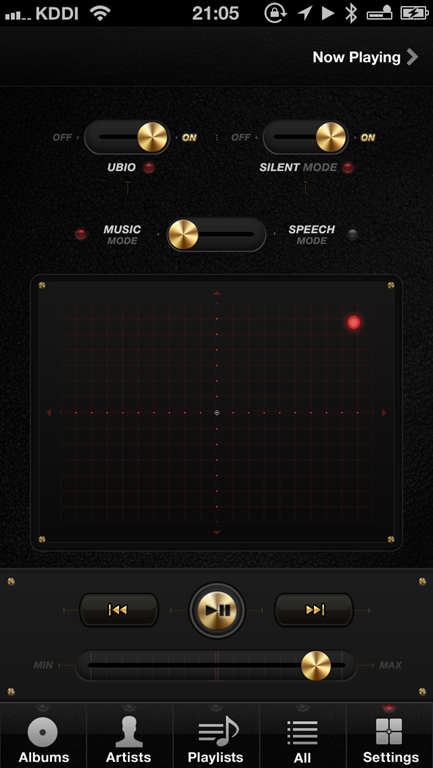 KDDI 21:05
Now Playing
OFF ON OFF ON
UBIO SILENT MODE
MUSIC MODE SPEECH MODE
MIN MAX
Albums Artists Playlists All Settings